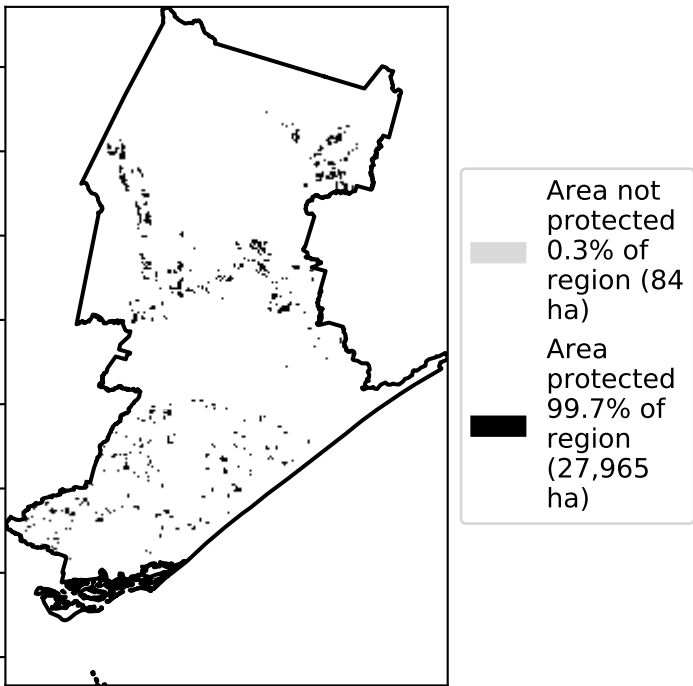 Area not
protected
0.3% of
region (84
ha)
Area
protected
99.7% of
region
(27,965
ha)